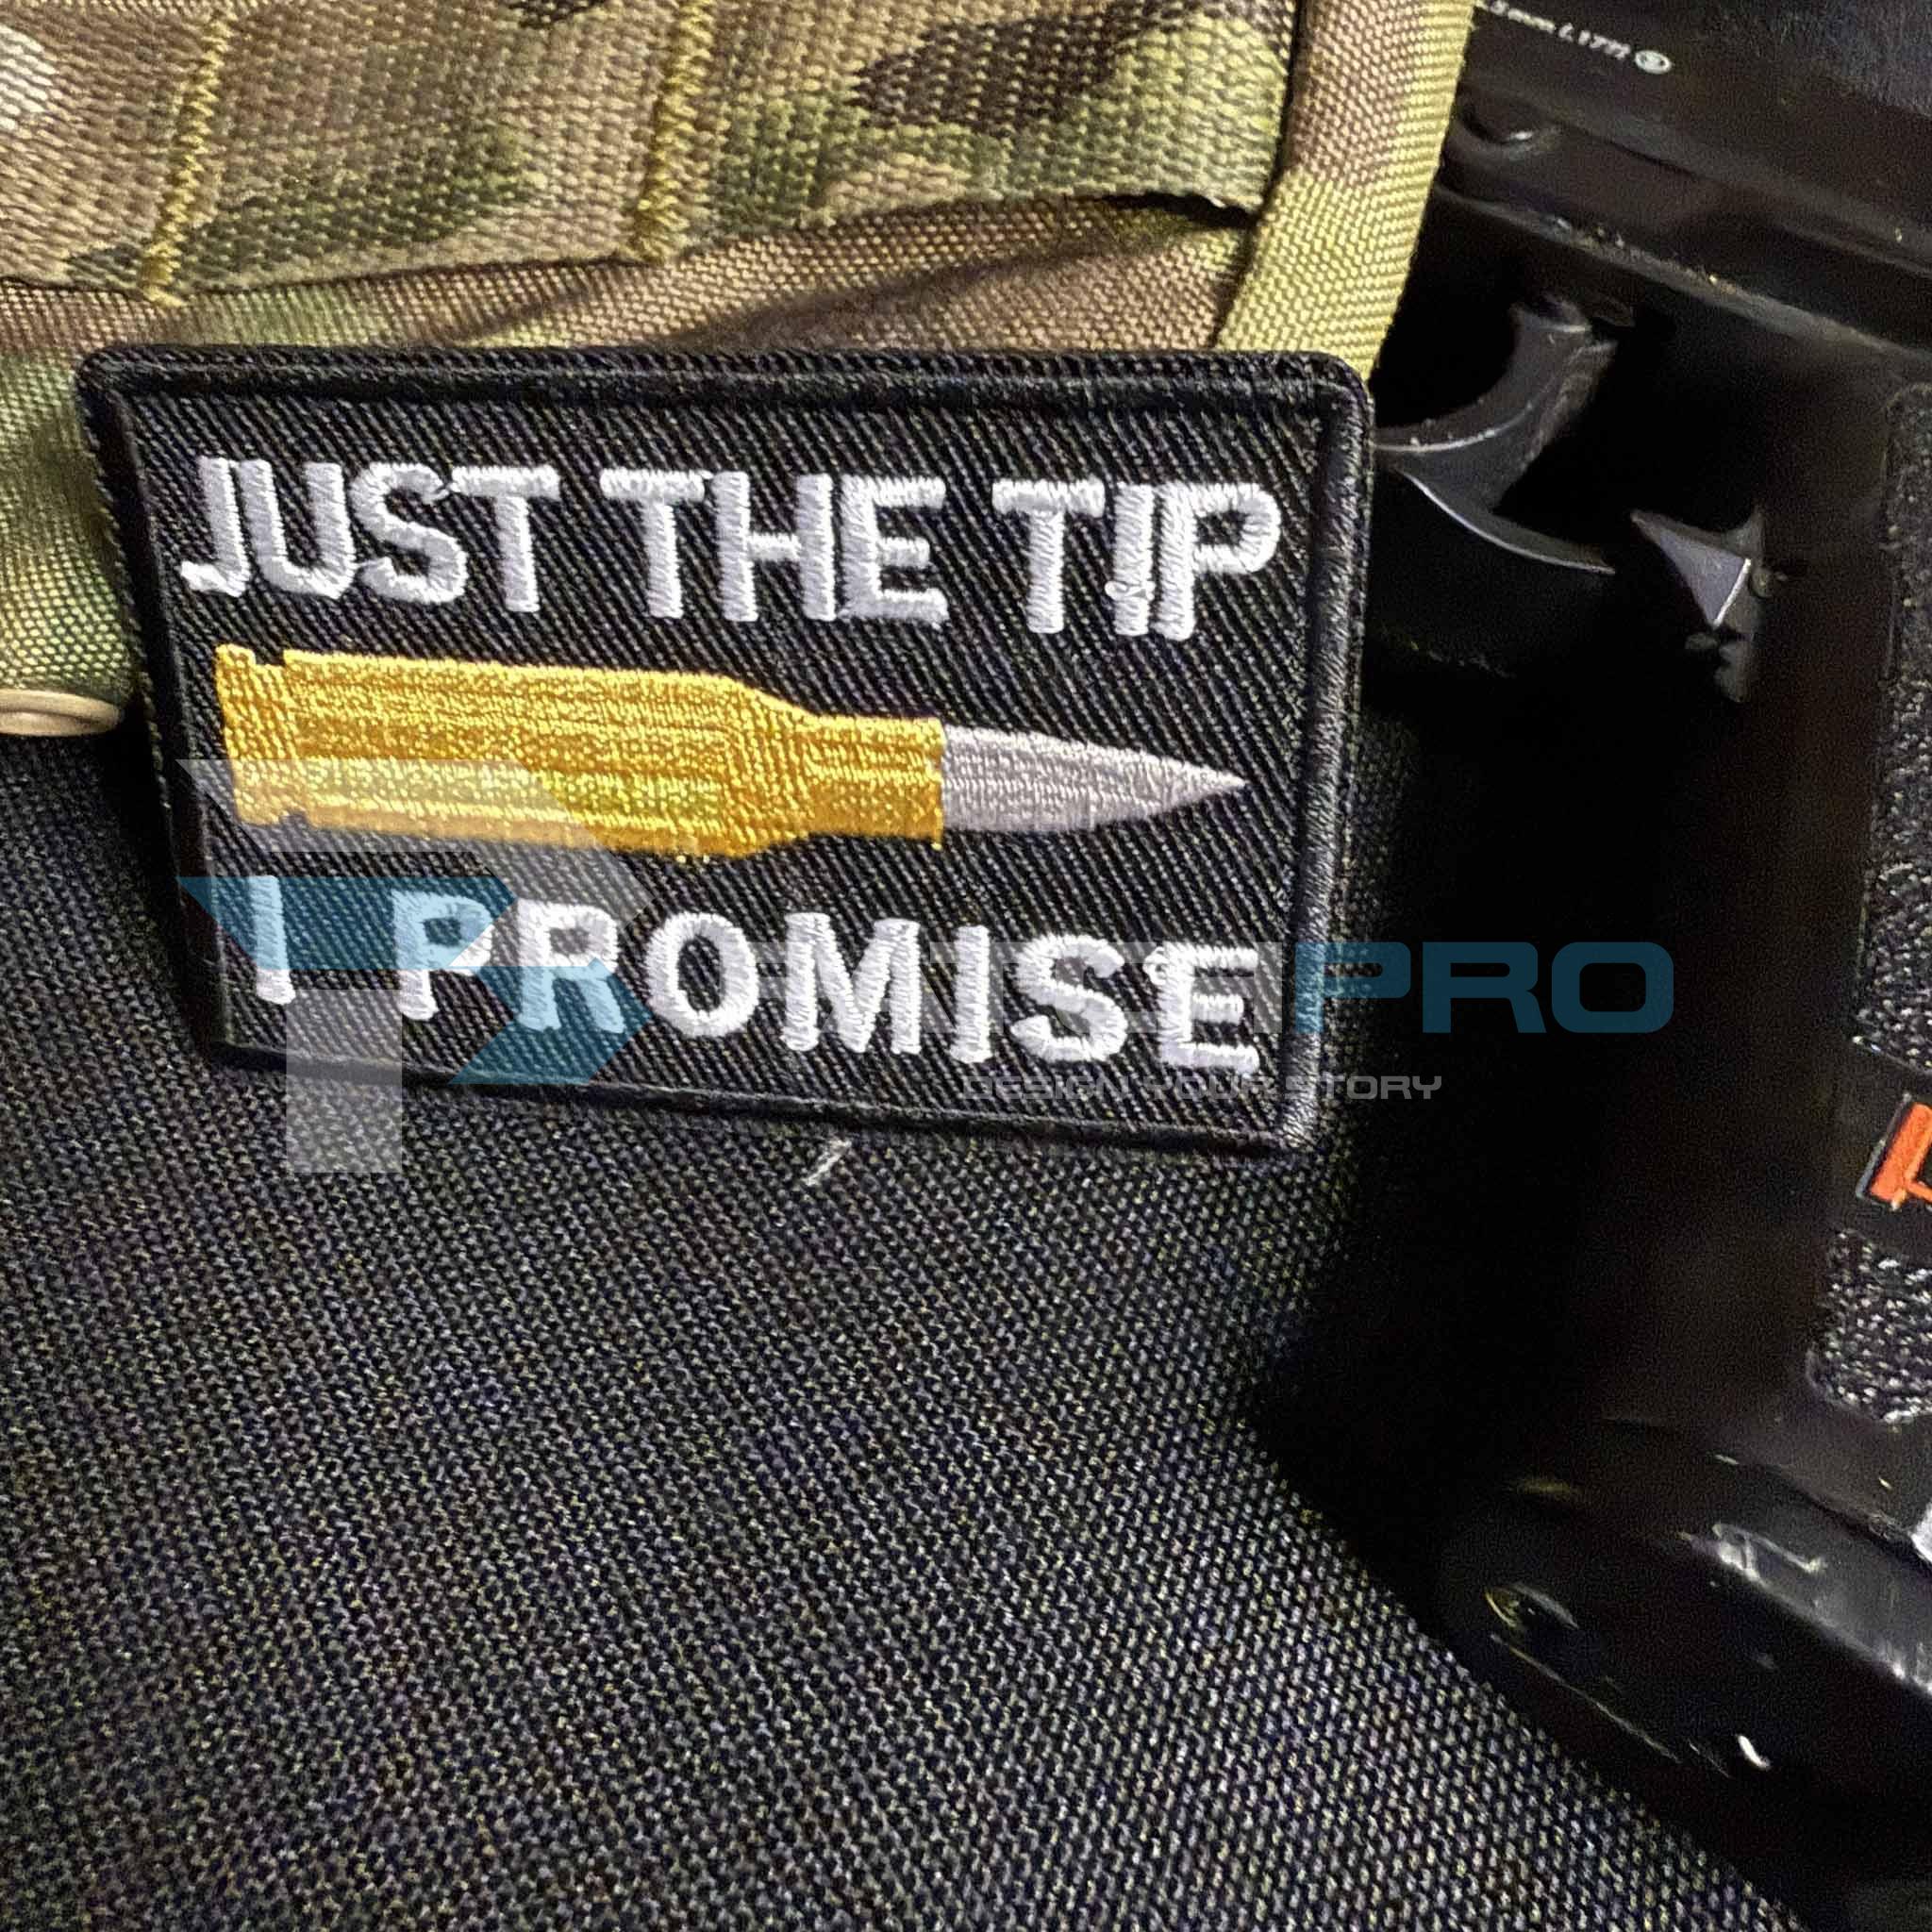 JUST THE TIP
I PROMISE
PRO
DESIGN YOUR STORY